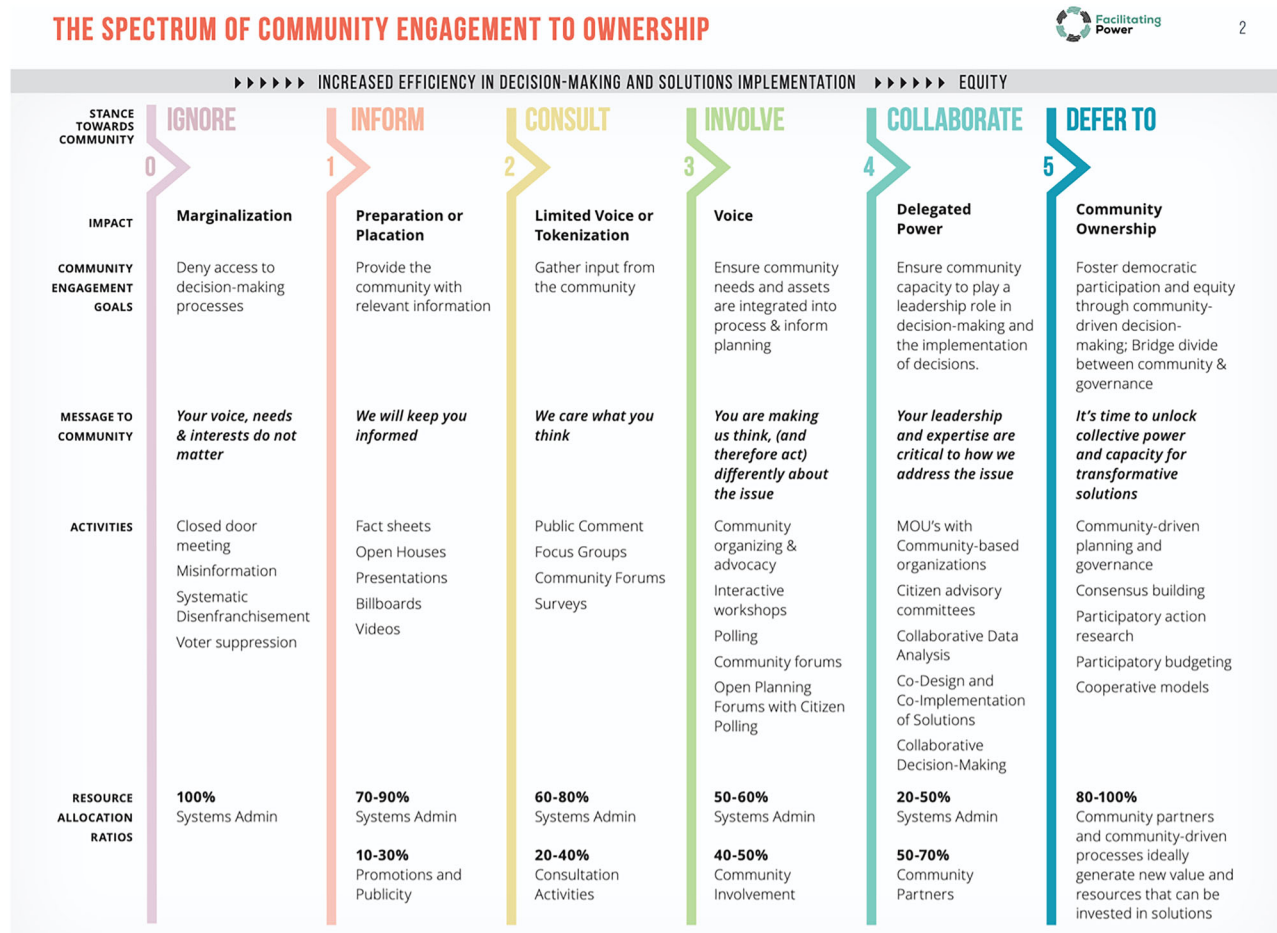 THE SPECTRUM OF COMMUNITY ENGAGEMENT TO OWNERSHIP
Facilitating
Power
2
INCREASED EFFICIENCY IN DECISION-MAKING AND SOLUTIONS IMPLEMENTATION EQUITY
STANCE
TOWARDS
COMMUNITY
IGNORE
0
INFORM
1
CONSULT
2
INVOLVE
3
COLLABORATE
4
DEFER TO
5
IMPACT
Marginalization
Preparation or
Placation
Limited Voice or
Tokenization
Voice
Delegated
Power
Community
Ownership
COMMUNITY
ENGAGEMENT
GOALS
Deny access to
decision-making
processes
Provide the
community with
relevant information
Gather input from
the community
Ensure community
needs and assets
are integrated into
process & inform
planning
Ensure community
capacity to play a
leadership role in
decision-making and
the implementation
of decisions.
Foster democratic
participation and equity
through community-
driven decision-
making; Bridge divide
between community &
governance
MESSAGE TO
COMMUNITY
Your voice, needs
& interests do not
matter
We will keep you
informed
We care what you
think
You are making
us think, (and
therefore act)
differently about
the issue
Your leadership
and expertise are
critical to how we
address the issue
It's time to unlock
collective power
and capacity for
transformative
solutions
ACTIVITIES
Closed door
meeting
Misinformation
Systematic
Disenfranchisement
Voter suppression
Fact sheets
Open Houses
Presentations
Billboards
Videos
Public Comment
Focus Groups
Community Forums
Surveys
Community
organizing &
advocacy
Interactive
workshops
Polling
Community forums
Open Planning
Forums with Citizen
Polling
MOU's with
Community-based
organizations
Citizen advisory
committees
Collaborative Data
Analysis
Co-Design and
Co-Implementation
of Solutions
Collaborative
Decision-Making
Community-driven
planning and
governance
Consensus building
Participatory action
research
Participatory budgeting
Cooperative models
RESOURCE
ALLOCATION
RATIOS
100%
Systems Admin
70-90%
Systems Admin
10-30%
Promotions and
Publicity
60-80%
Systems Admin
20-40%
Consultation
Activities
50-60%
Systems Admin
40-50%
Community
Involvement
20-50%
Systems Admin
50-70%
Community
Partners
80-100%
Community partners
and community-driven
processes ideally
generate new value and
resources that can be
invested in solutions